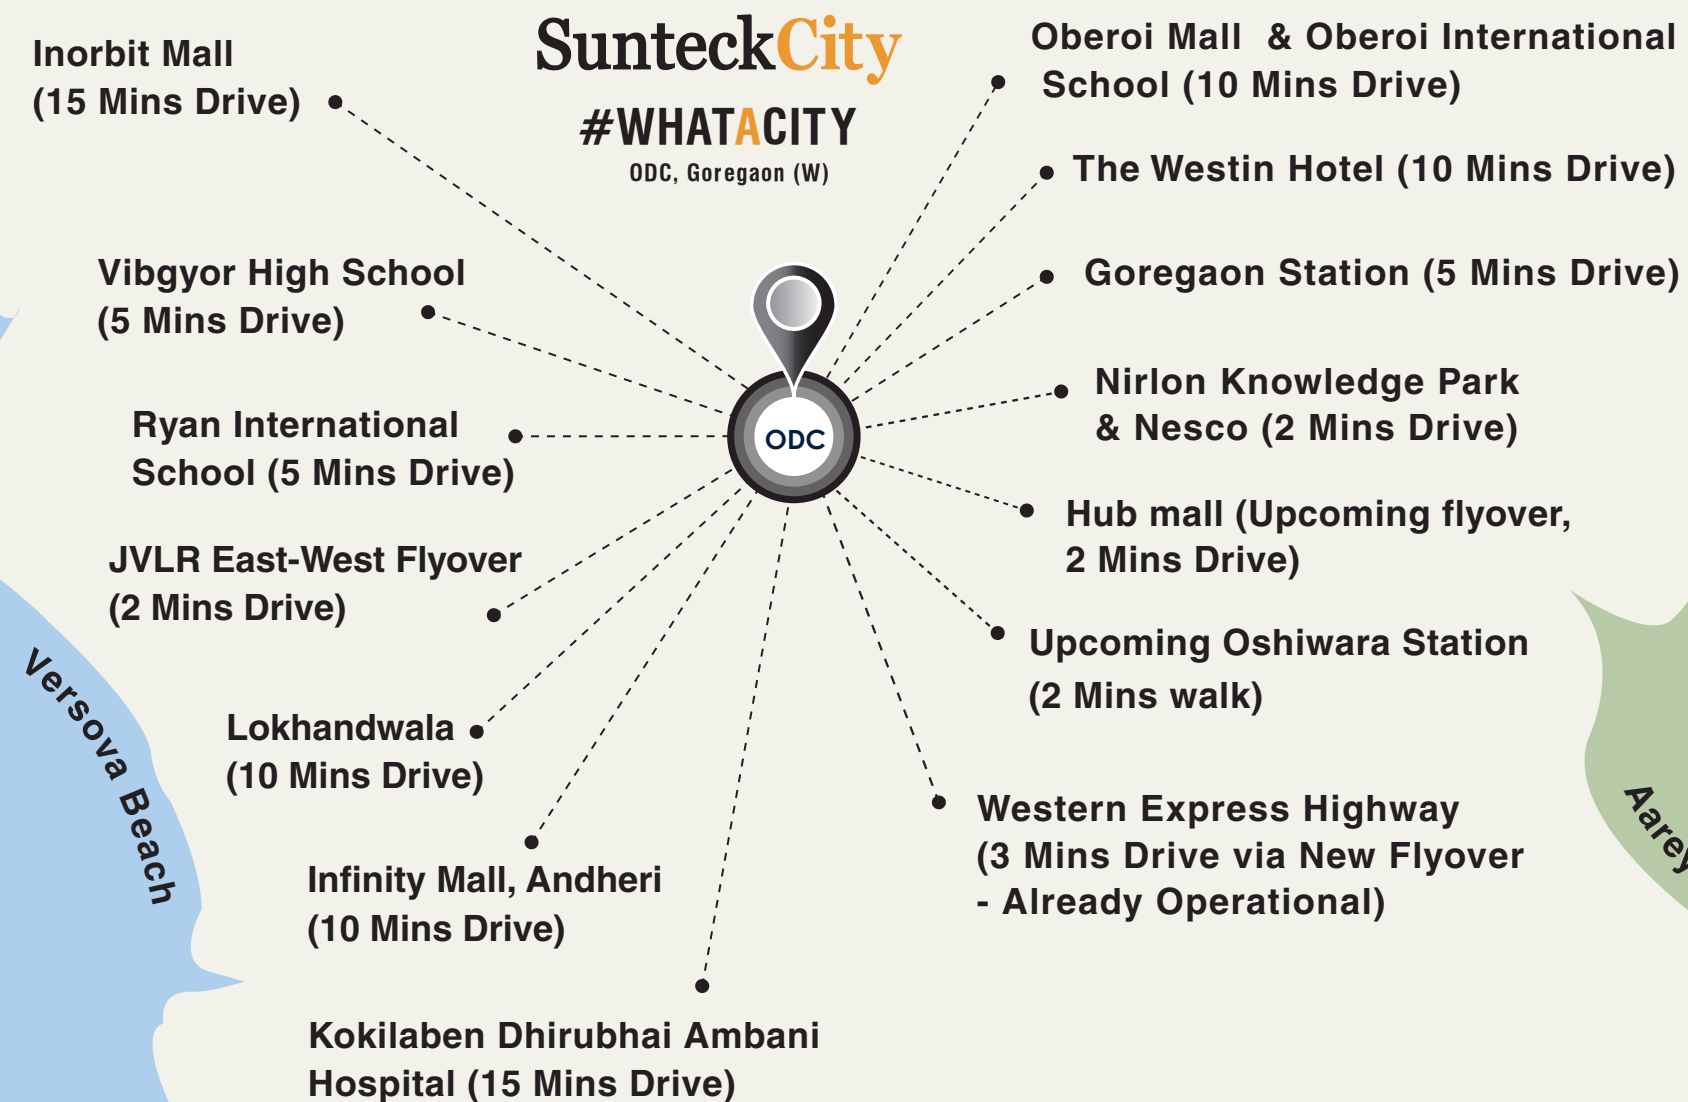 SunteckCity
#WHATACITY
ODC, Goregaon (W)
Inorbit Mall
(15 Mins Drive)
Vibgyor High School
(5 Mins Drive)
Ryan International
School (5 Mins Drive)
JVLR East-West Flyover
(2 Mins Drive)
Lokhandwala
(10 Mins Drive)
Infinity Mall, Andheri
(10 Mins Drive)
Kokilaben Dhirubhai Ambani
Hospital (15 Mins Drive)
Versova Beach
ODC
Oberoi Mall & Oberoi International
School (10 Mins Drive)
The Westin Hotel (10 Mins Drive)
Goregaon Station (5 Mins Drive)
Nirlon Knowledge Park
& Nesco (2 Mins Drive)
Hub mall (Upcoming flyover,
2 Mins Drive)
Upcoming Oshiwara Station
(2 Mins walk)
Western Express Highway
(3 Mins Drive via New Flyover
- Already Operational)
Aarey